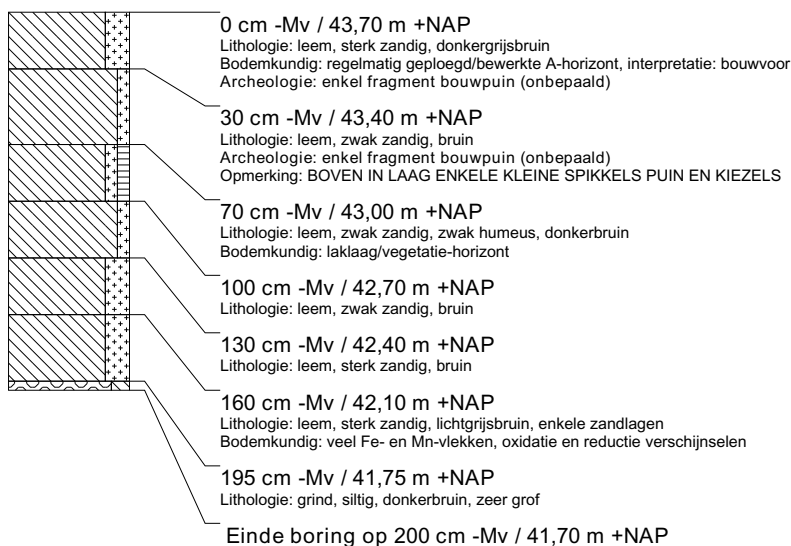 0 cm -Mv / 43,70 m +NAP
Lithologie: leem, sterk zandig, donkergrijsbruin
Bodemkundig: regelmatig geploegd/bewerkte A-horizont, interpretatie: bouwvoor
Archeologie: enkel fragment bouwpuin (onbepaald)
30 cm -Mv / 43,40 m +NAP
Lithologie: leem, zwak zandig, bruin
Archeologie: enkel fragment bouwpuin (onbepaald)
Opmerking: BOVEN IN LAAG ENKELE KLEINE SPIKKELS PUIN EN KIEZELS
70 cm -Mv / 43,00 m +NAP
Lithologie: leem, zwak zandig, zwak humeus, donkerbruin
Bodemkundig: laklaag/vegetatie-horizont
100 cm -Mv / 42,70 m +NAP
Lithologie: leem, zwak zandig, bruin
130 cm -Mv / 42,40 m +NAP
Lithologie: leem, sterk zandig, bruin
160 cm -Mv / 42,10 m +NAP
Lithologie: leem, sterk zandig, lichtgrijsbruin, enkele zandlagen
Bodemkundig: veel Fe- en Mn-vlekken, oxidatie en reductie verschijnselen
195 cm -Mv / 41,75 m +NAP
Lithologie: grind, siltig, donkerbruin, zeer grof
Einde boring op 200 cm -Mv / 41,70 m +NAP